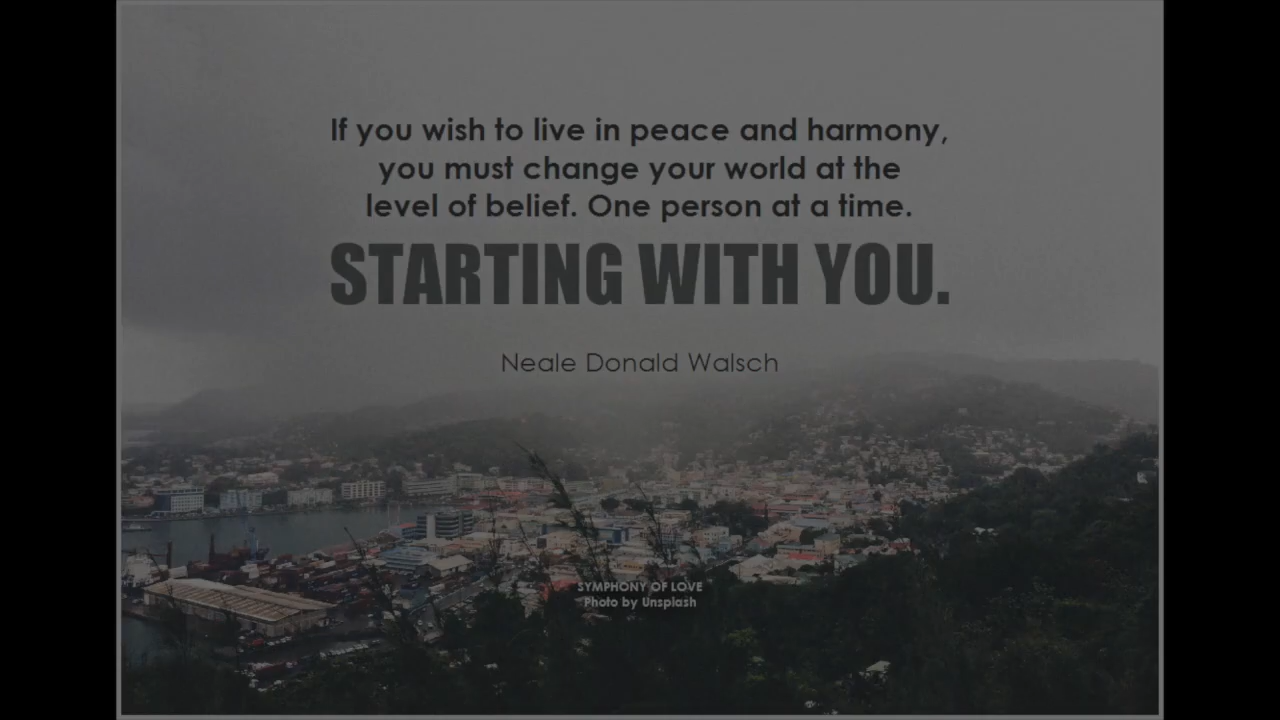 If you wish to live in peace and harmony,
you must change your world at the
level of belief. One person at a time.
STARTING WITH YOU.
Neale Donald Walsch
SYMPHONY OF LOVE
Photo by Unsplash